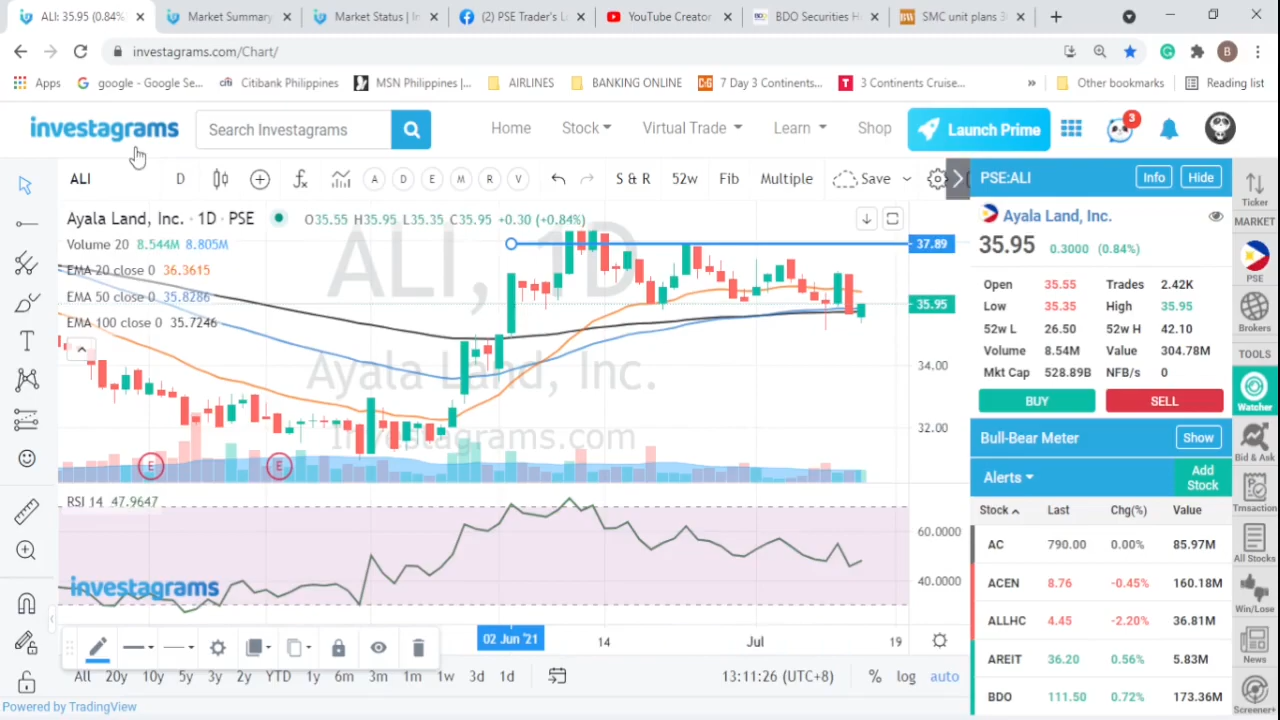 ALI: 35.95 (0.84%
Market Summary
Market Status | In
(2) PSE Trader's L
YouTube Creator
BDO Securities H
SMC unit plans 3
investagrams.com/Chart/
B
Apps
google - Google Se...
Citibank Philippines
MSN Philippines |...
AIRLINES
BANKING ONLINE
7 Day 3 Continents...
3 Continents Cruise...
»
Other bookmarks
Reading list
investagrams
Search Investagrams
Home
Stock
Virtual Trade
Learn
Shop
Launch Prime
3
ALI
D
A
D
E
M
R
V
S & R
52w
Fib
Multiple
Save
PSE:ALI
Info
Hide
Ticker
Ayala Land, Inc. · 1D · PSE
O35.55 H35.95 L35.35 C35.95 +0.30 (+0.84%)
Volume 20 8.544M 8.805M
EMA 20 close 0 36.3615
EMA 50 close 0 35.8286
EMA 100 close 0 35.7246
ALI, 1D
Ayala Land, Inc.
Investagrams.com
37.89
35.95
34.00
32.00
E
E
RSI 14 47.9647
60.0000
40.0000
investagrams
02 Jun '21
14
Jul
19
All
20y
10y
5y
3y
2y
YTD
1y
6m
3m
1m
1w
3d
1d
13:11:26 (UTC+8)
%
log
auto
Powered by TradingView
Ayala Land, Inc.
35.95 0.3000 (0.84%)
Open 35.55 Trades 2.42K
Low 35.35 High 35.95
52w L 26.50 52w H 42.10
Volume 8.54M Value 304.78M
Mkt Cap 528.89B NFB/s 0
BUY
SELL
Bull-Bear Meter
Show
Alerts
Add Stock
Stock Last Chg(%) Value
AC 790.00 0.00% 85.97M
ACEN 8.76 -0.45% 160.18M
ALLHC 4.45 -2.20% 36.81M
AREIT 36.20 0.56% 5.83M
BDO 111.50 0.72% 173.36M
MARKET
PSE
Brokers
TOOLS
Watcher
Bid & Ask
Trnsaction
All Stocks
Win/Lose
News
Screener+